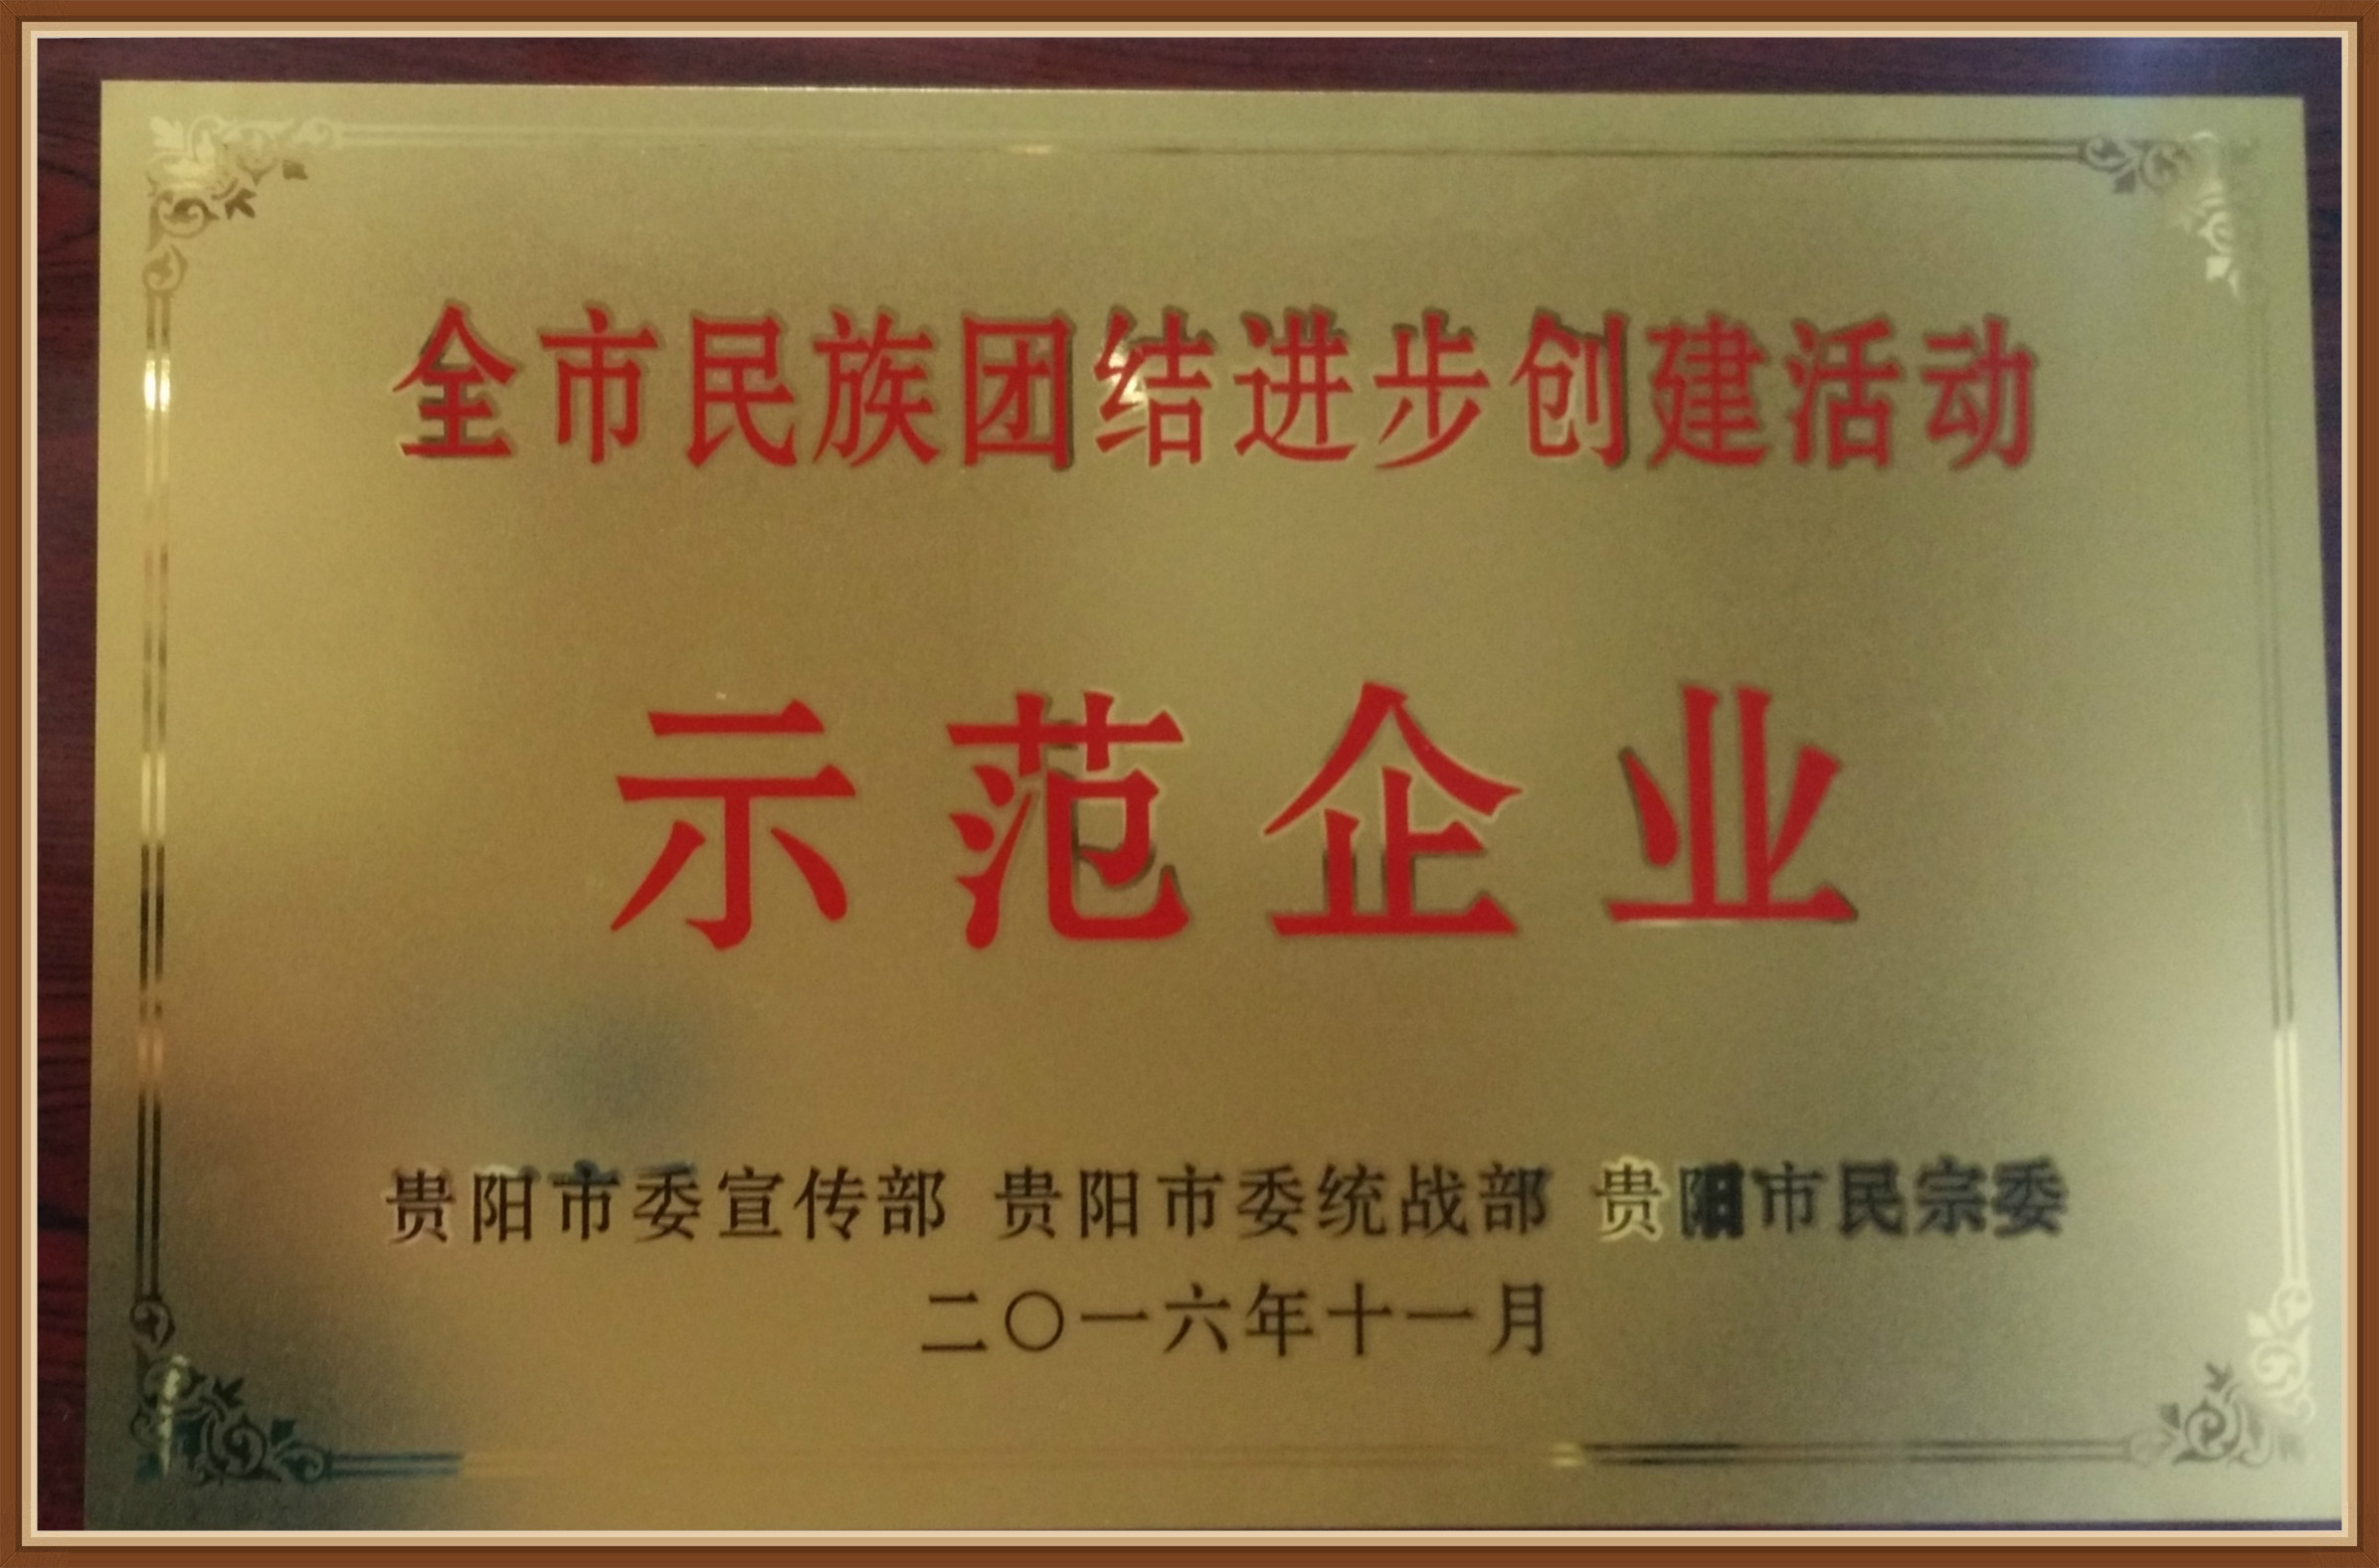 全市民族团结进步创建活动
示范企业
贵阳市委宣传部 贵阳市委统战部 贵阳市民宗委
二〇一六年十一月